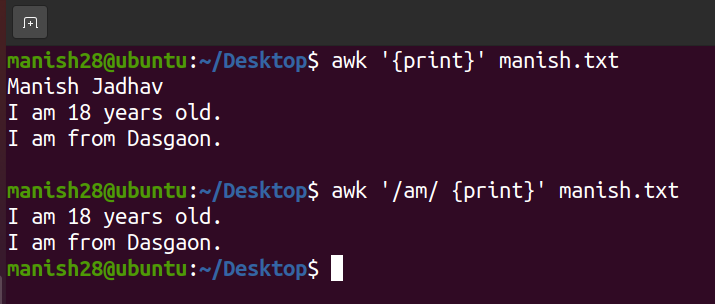 manish28@ubuntu:~/Desktop$ awk '{print}' manish.txt
Manish Jadhav
I am 18 years old.
I am from Dasgaon.

manish28@ubuntu:~/Desktop$ awk '/am/ {print}' manish.txt
I am 18 years old.
I am from Dasgaon.
manish28@ubuntu:~/Desktop$